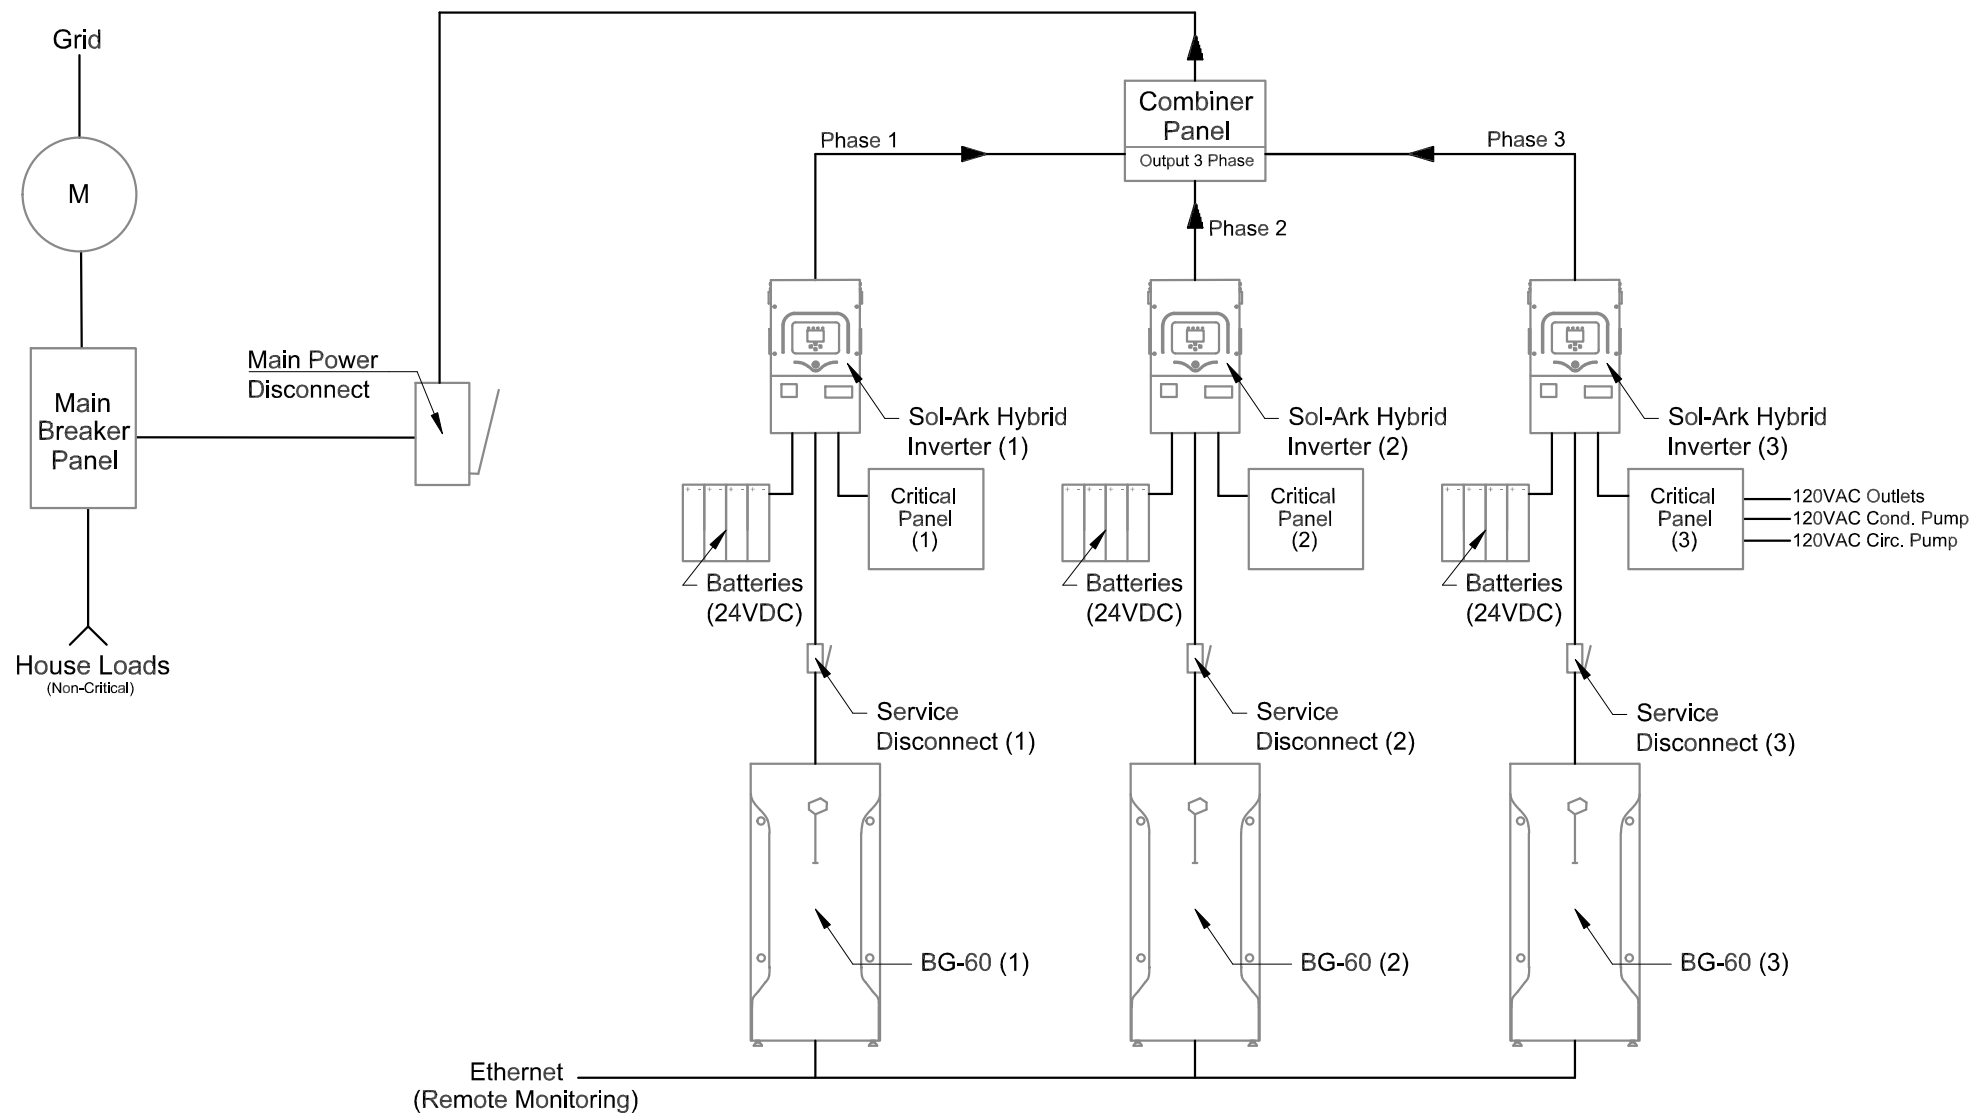 Grid
M
Main
Breaker
Panel
House Loads
(Non-Critical)
Main Power
Disconnect
Combiner
Panel
Output 3 Phase
Phase 1
Phase 2
Phase 3
Sol-Ark Hybrid
Inverter (1)
Sol-Ark Hybrid
Inverter (2)
Sol-Ark Hybrid
Inverter (3)
+ - + - + - + -
Batteries
(24VDC)
Critical
Panel
(1)
+ - + - + - + -
Batteries
(24VDC)
Critical
Panel
(2)
+ - + - + - + -
Batteries
(24VDC)
Critical
Panel
(3)
120VAC Outlets
120VAC Cond. Pump
120VAC Circ. Pump
Service
Disconnect (1)
Service
Disconnect (2)
Service
Disconnect (3)
BG-60 (1)
BG-60 (2)
BG-60 (3)
Ethernet
(Remote Monitoring)